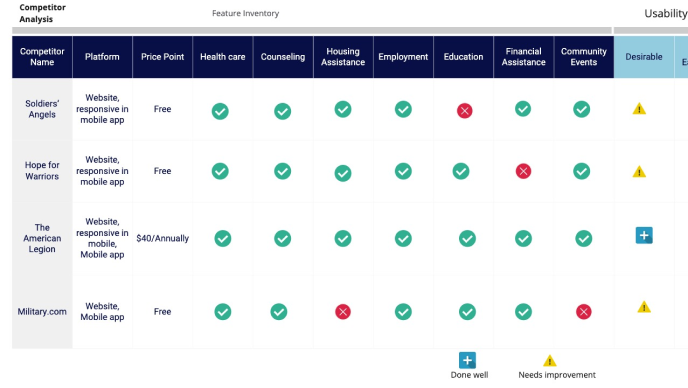 Competitor
Analysis
Feature Inventory
Usability
Competitor
Name
Platform
Price Point
Health care
Counseling
Housing
Assistance
Employment
Education
Financial
Assistance
Community
Events
Desirable
E
Soldiers'
Angels
Website,
responsive in
mobile app
Free
Hope for
Warriors
Website,
responsive in
mobile app
Free
The
American
Legion
Website,
responsive in
mobile,
Mobile app
$40/Annually
Military.com
Website,
Mobile app
Free
Done well
Needs improvement